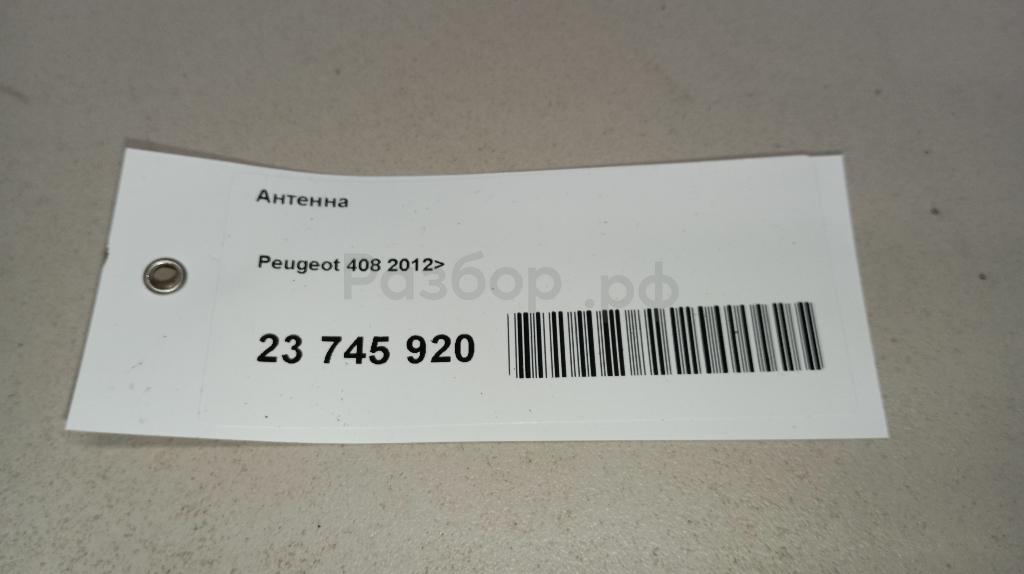 Антенна
Peugeot 408 2012>
Разбор.рф
23 745 920